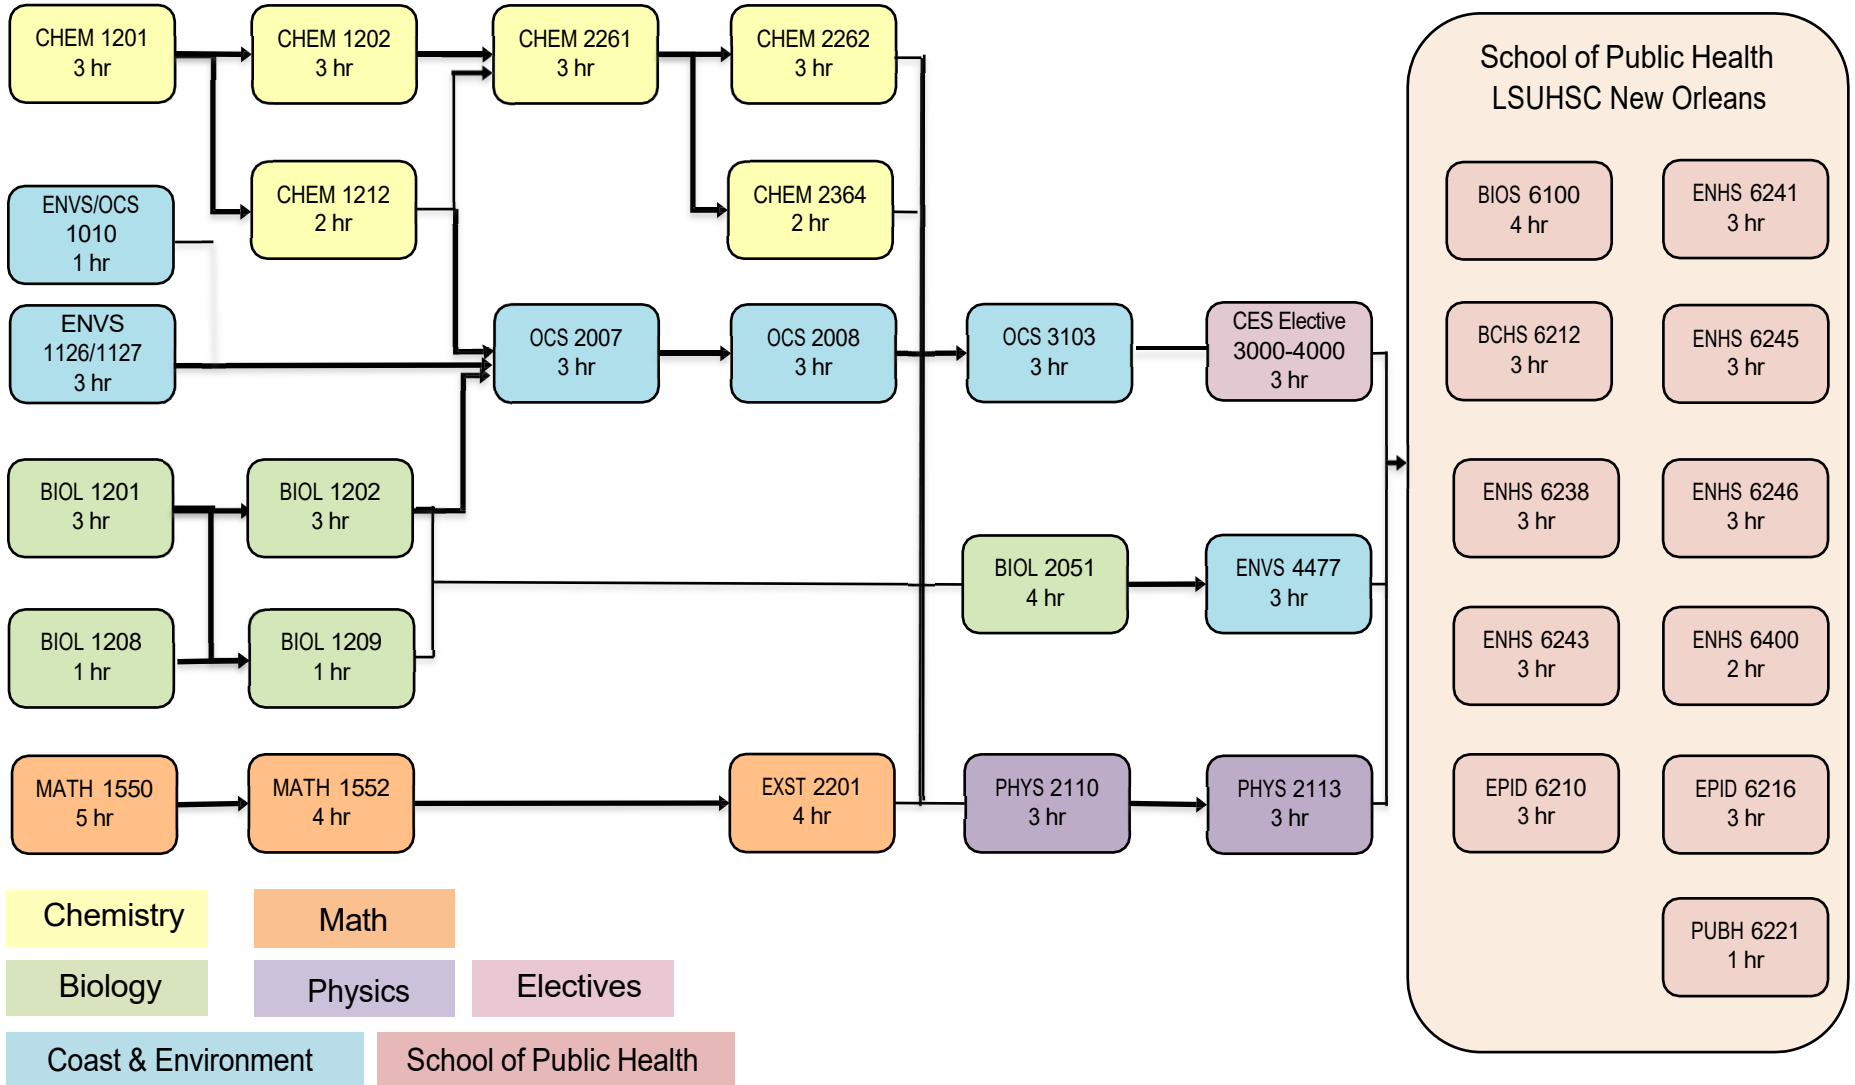 CHEM 1201
3 hr
CHEM 1202
3 hr
CHEM 2261
3 hr
CHEM 2262
3 hr
CHEM 1212
2 hr
CHEM 2364
2 hr
ENVS/OCS
1010
1 hr
ENVS
1126/1127
3 hr
OCS 2007
3 hr
OCS 2008
3 hr
OCS 3103
3 hr
CES Elective
3000-4000
3 hr
BIOL 1201
3 hr
BIOL 1202
3 hr
BIOL 2051
4 hr
ENVS 4477
3 hr
BIOL 1208
1 hr
BIOL 1209
1 hr
MATH 1550
5 hr
MATH 1552
4 hr
EXST 2201
4 hr
PHYS 2110
3 hr
PHYS 2113
3 hr
School of Public Health
LSUHSC New Orleans
BIOS 6100
4 hr
ENHS 6241
3 hr
BCHS 6212
3 hr
ENHS 6245
3 hr
ENHS 6238
3 hr
ENHS 6246
3 hr
ENHS 6243
3 hr
ENHS 6400
2 hr
EPID 6210
3 hr
EPID 6216
3 hr
PUBH 6221
1 hr
Chemistry
Math
Biology
Physics
Electives
Coast & Environment
School of Public Health